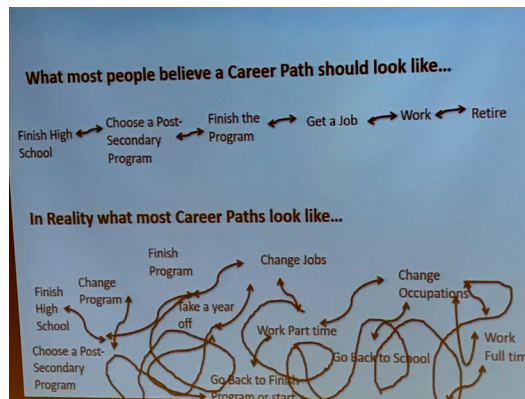 What most people believe a Career Path should look like...
Finish High
School
Choose a Post-
Secondary
Program
Finish the
Program
Get a Job
Work
Retire
In Reality what most Career Paths look like...
Finish
High
School
Change
Program
Finish
Program
Change Jobs
Change
Occupations
Take a year
off
Work Part time
Choose a Post-
Secondary
Program
Go Back to School
Work
Full tim
Go Back to Finish
Program or start